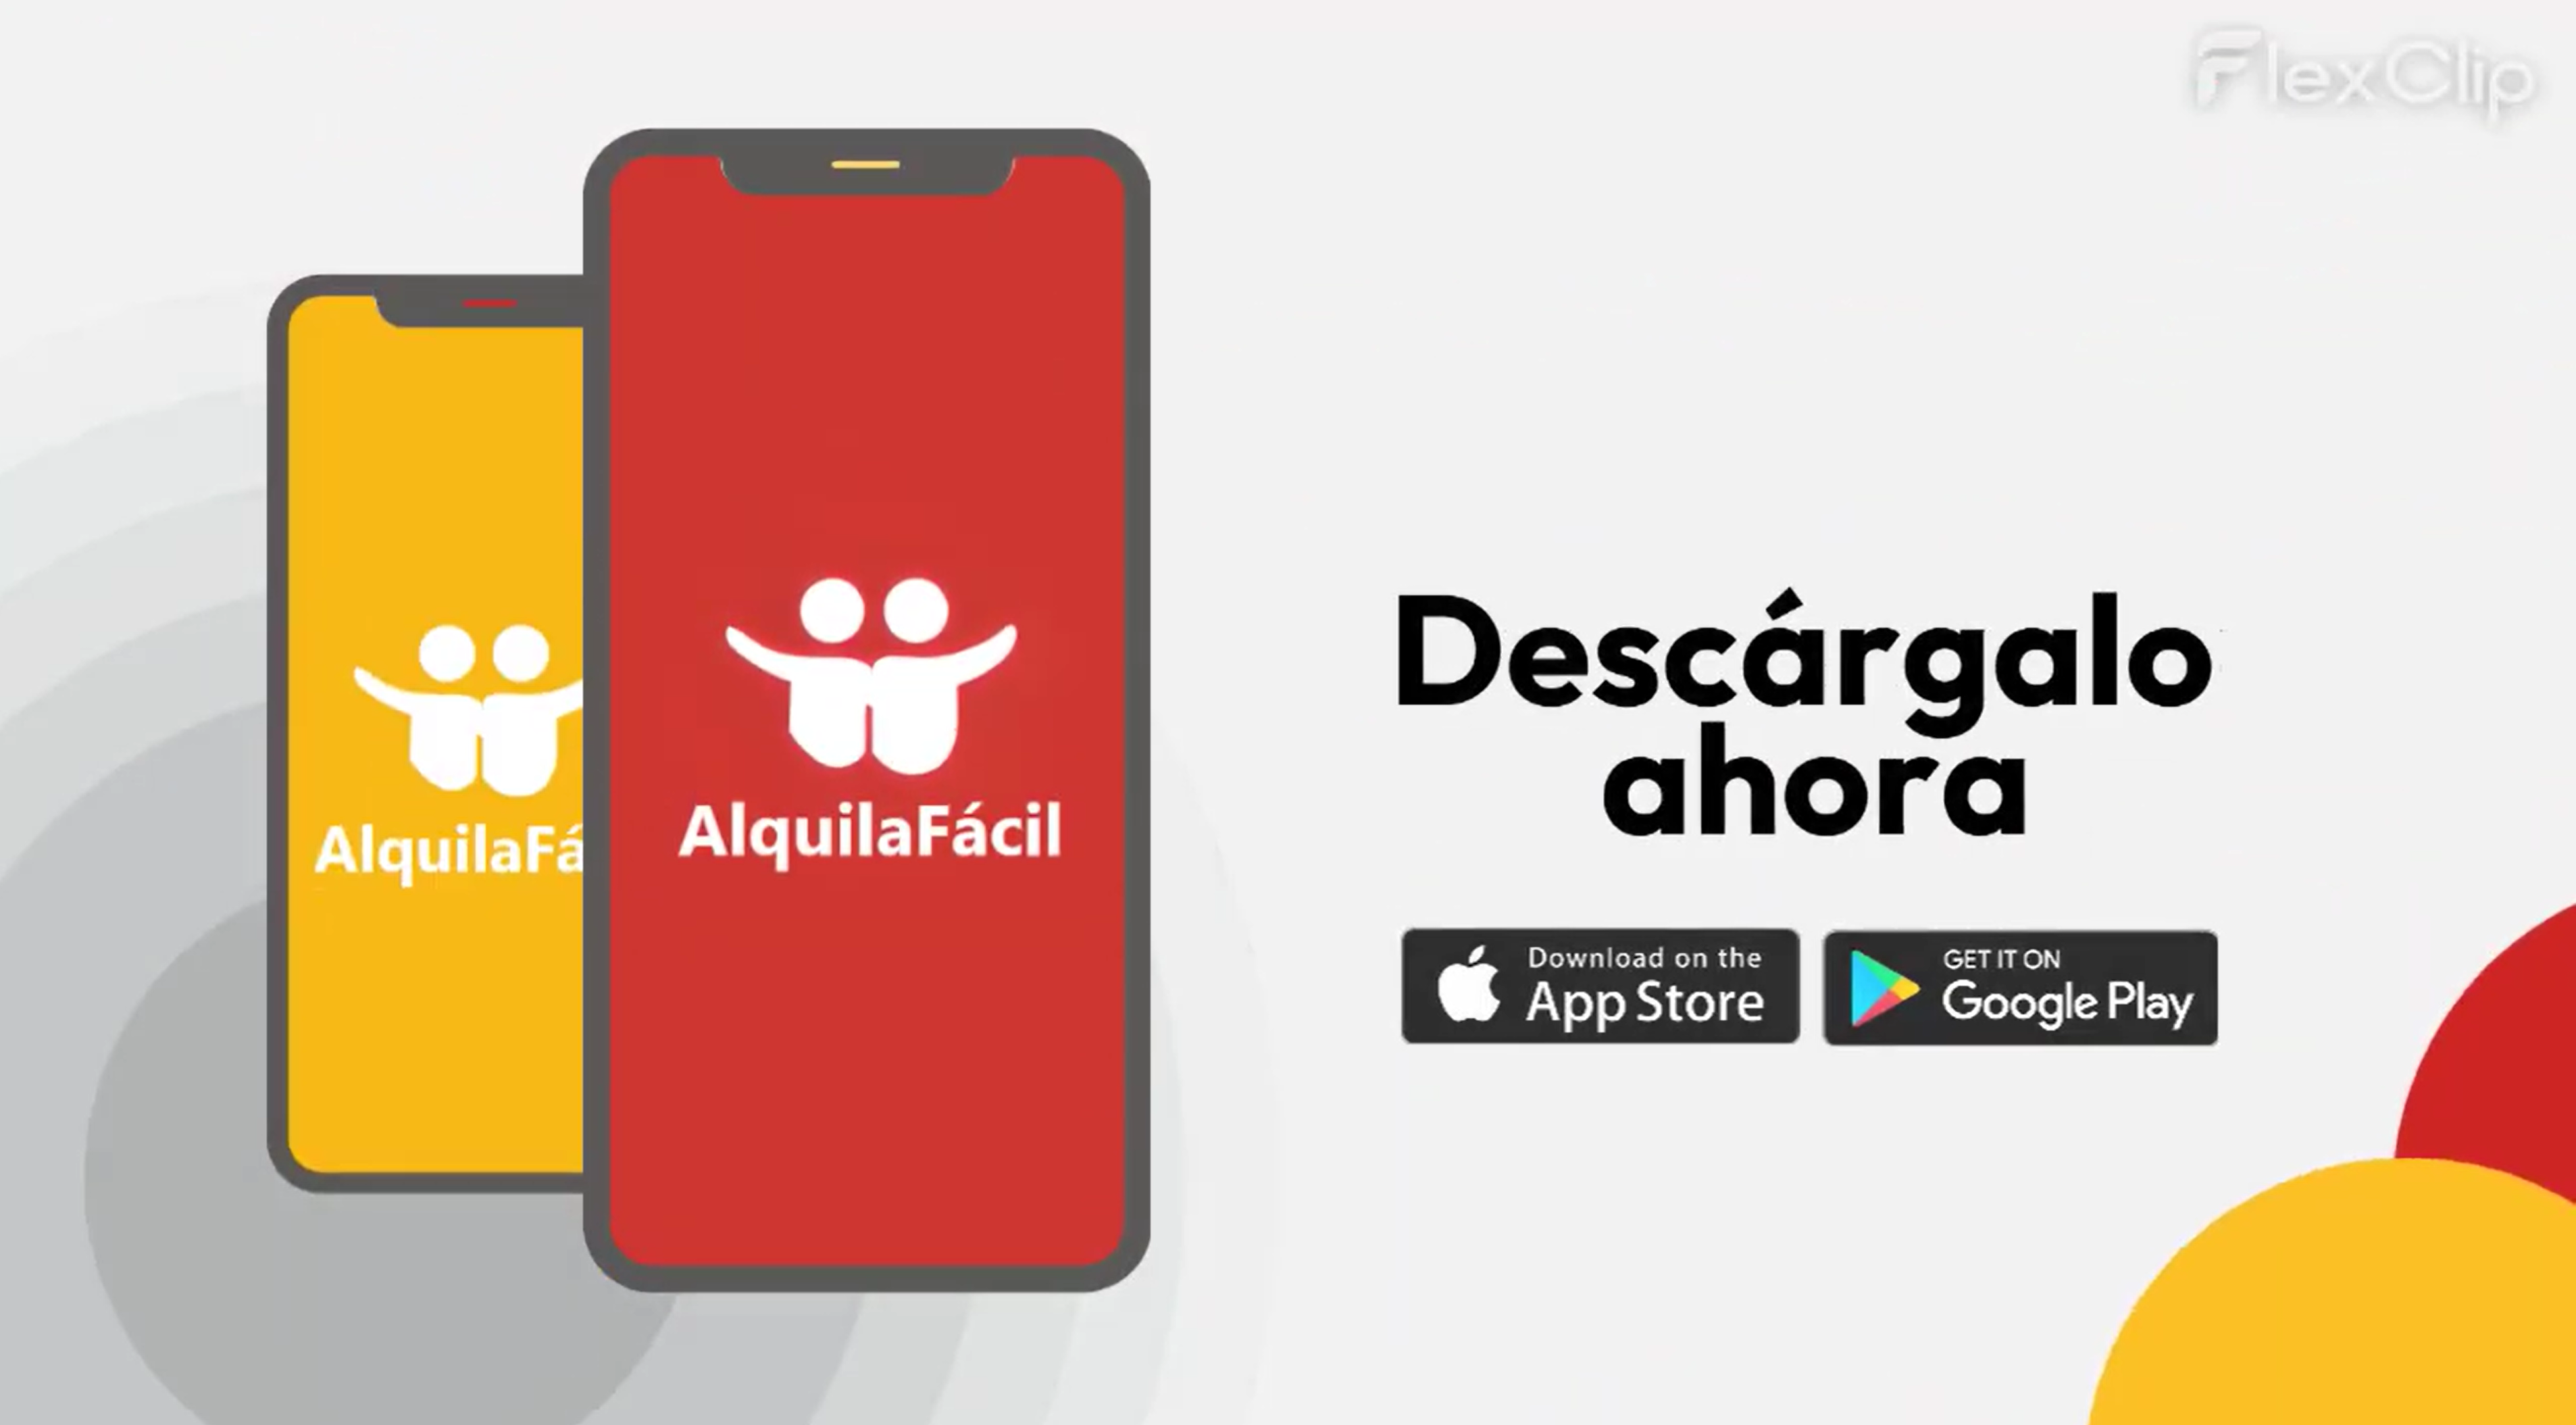 FlexClip
AlquilaFá
AlquilaFácil
Descárgalo
ahora
Download on the
App Store
GET IT ON
Google Play